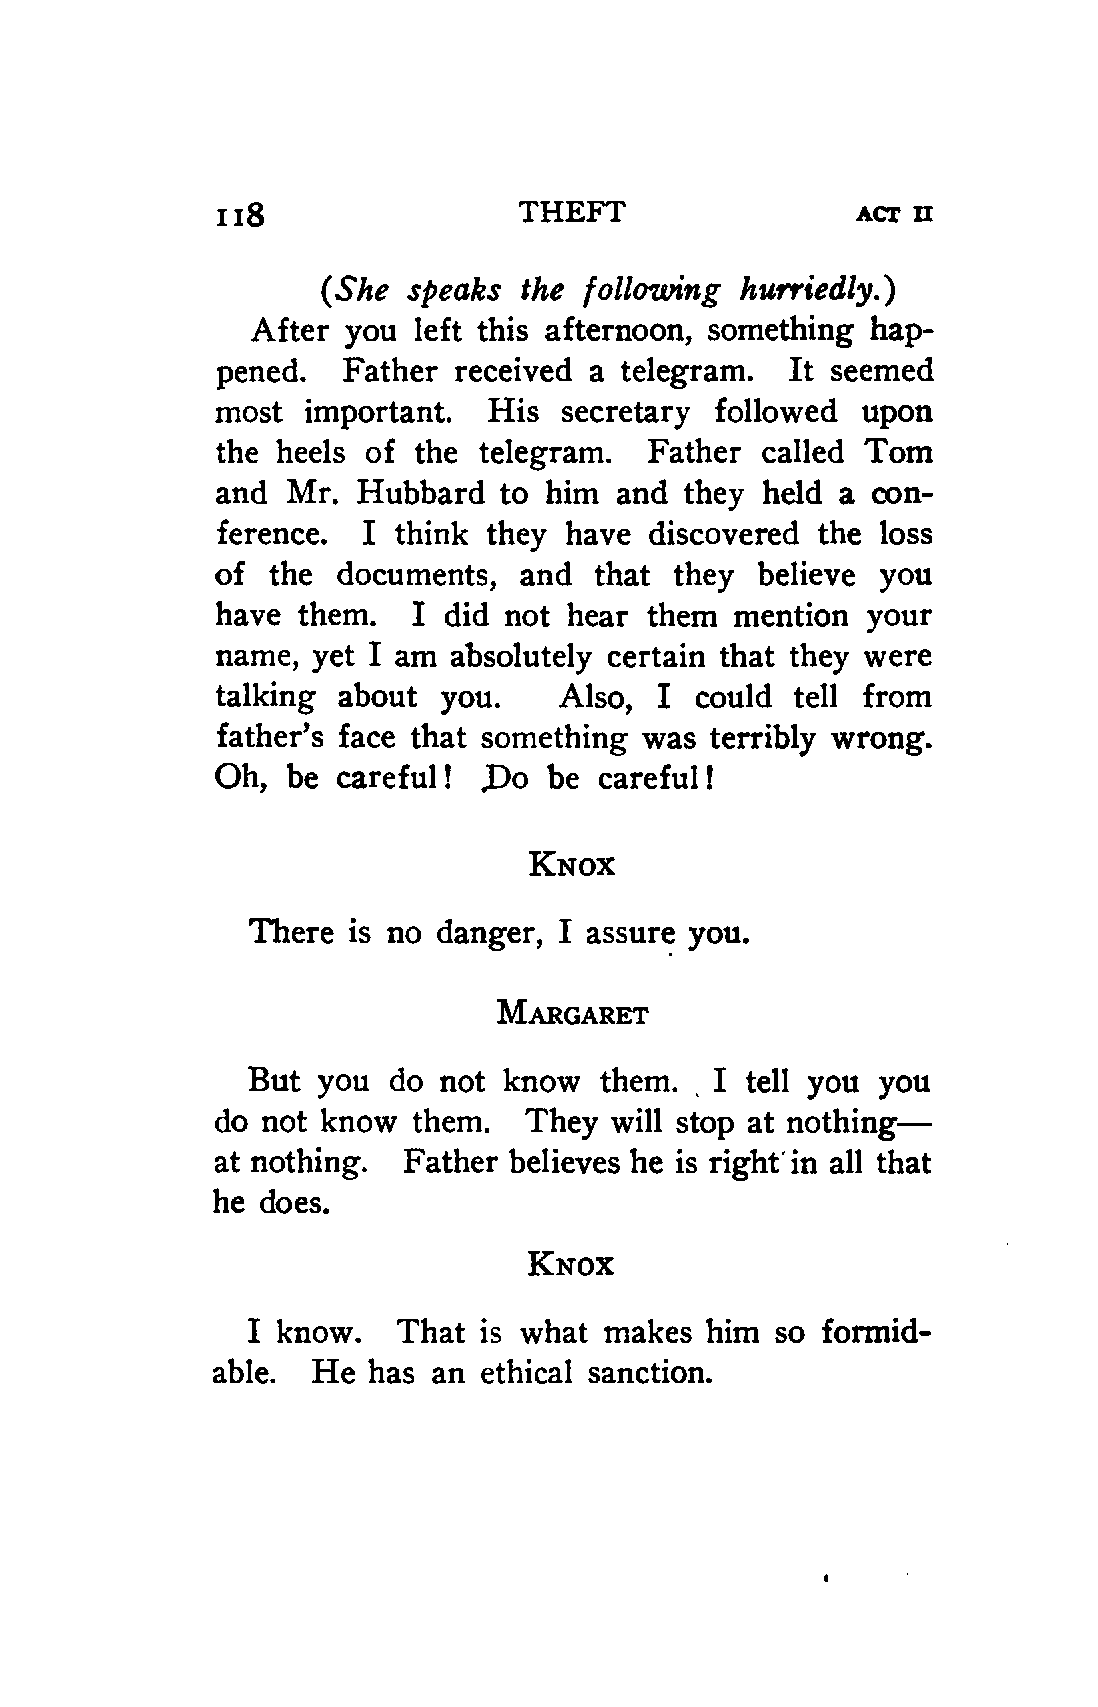 118 THEFT ACT II
(She speaks the following hurriedly.)
After you left this afternoon, something hap-
pened. Father received a telegram. It seemed
most important. His secretary followed upon
the heels of the telegram. Father called Tom
and Mr. Hubbard to him and they held a con-
ference. I think they have discovered the loss
of the documents, and that they believe you
have them. I did not hear them mention your
name, yet I am absolutely certain that they were
talking about you. Also, I could tell from
father's face that something was terribly wrong.
Oh, be careful! Do be careful!
KNOX
There is no danger, I assure you.
MARGARET
But you do not know them. I tell you you
do not know them. They will stop at nothing—
at nothing. Father believes he is right in all that
he does.
KNOX
I know. That is what makes him so formid-
able. He has an ethical sanction.